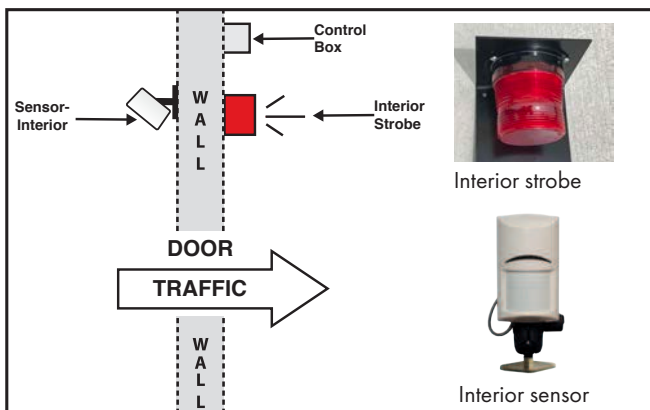 Control
Box
Sensor-
Interior
W
A
L
L
Interior
Strobe
Interior strobe
DOOR
TRAFFIC
W
A
L
L
Interior sensor